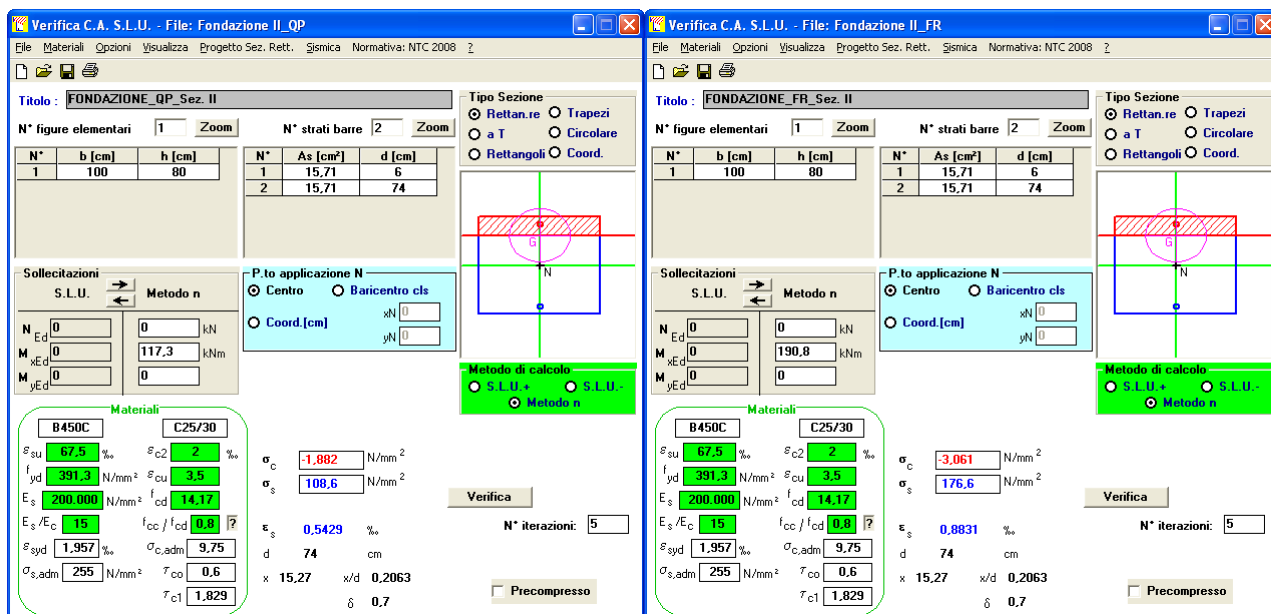 Verifica C.A. S.L.U. - File: Fondazione II_QP
File Materiali Opzioni Visualizza Progetto Sez. Rett. Sismica Normativa: NTC 2008 ?
Titolo : FONDAZIONE_QP_Sez. II
N° figure elementari 1 Zoom N° strati barre 2 Zoom
N° b [cm] h [cm]
1 100 80
N° As [cm²] d [cm]
1 15,71 6
2 15,71 74
Tipo Sezione
Rettan.re Trapezi
a T Circolare
Rettangoli Coord.
G
N
Sollecitazioni
S.L.U. Metodo n
N Ed 0 0 kN
M xEd 0 117,3 kNm
M yEd 0 0
P.to applicazione N
Centro Baricentro cls
Coord.[cm] xN 0
yN 0
Metodo di calcolo
S.L.U.+ S.L.U.-
Metodo n
Materiali
B450C C25/30
εsu 67,5 ‰ εc2 2 ‰
fyd 391,3 N/mm² εcu 3,5
Es 200.000 N/mm² fcd 14,17
Es/Ec 15 fcc/fcd 0,8 ?
εsyd 1,957 ‰ σc,adm 9,75
σs,adm 255 N/mm² τco 0,6
τc1 1,829
σc -1,882 N/mm²
σs 108,6 N/mm²
εs 0,5429 ‰
d 74 cm
x 15,27 x/d 0,2063
δ 0,7
Verifica
N° iterazioni: 5
Precompresso
Verifica C.A. S.L.U. - File: Fondazione II_FR
File Materiali Opzioni Visualizza Progetto Sez. Rett. Sismica Normativa: NTC 2008 ?
Titolo : FONDAZIONE_FR_Sez. II
N° figure elementari 1 Zoom N° strati barre 2 Zoom
N° b [cm] h [cm]
1 100 80
N° As [cm²] d [cm]
1 15,71 6
2 15,71 74
Tipo Sezione
Rettan.re Trapezi
a T Circolare
Rettangoli Coord.
G
N
Sollecitazioni
S.L.U. Metodo n
N Ed 0 0 kN
M xEd 0 190,8 kNm
M yEd 0 0
P.to applicazione N
Centro Baricentro cls
Coord.[cm] xN 0
yN 0
Metodo di calcolo
S.L.U.+ S.L.U.-
Metodo n
Materiali
B450C C25/30
εsu 67,5 ‰ εc2 2 ‰
fyd 391,3 N/mm² εcu 3,5
Es 200.000 N/mm² fcd 14,17
Es/Ec 15 fcc/fcd 0,8 ?
εsyd 1,957 ‰ σc,adm 9,75
σs,adm 255 N/mm² τco 0,6
τc1 1,829
σc -3,061 N/mm²
σs 176,6 N/mm²
εs 0,8831 ‰
d 74 cm
x 15,27 x/d 0,2063
δ 0,7
Verifica
N° iterazioni: 5
Precompresso